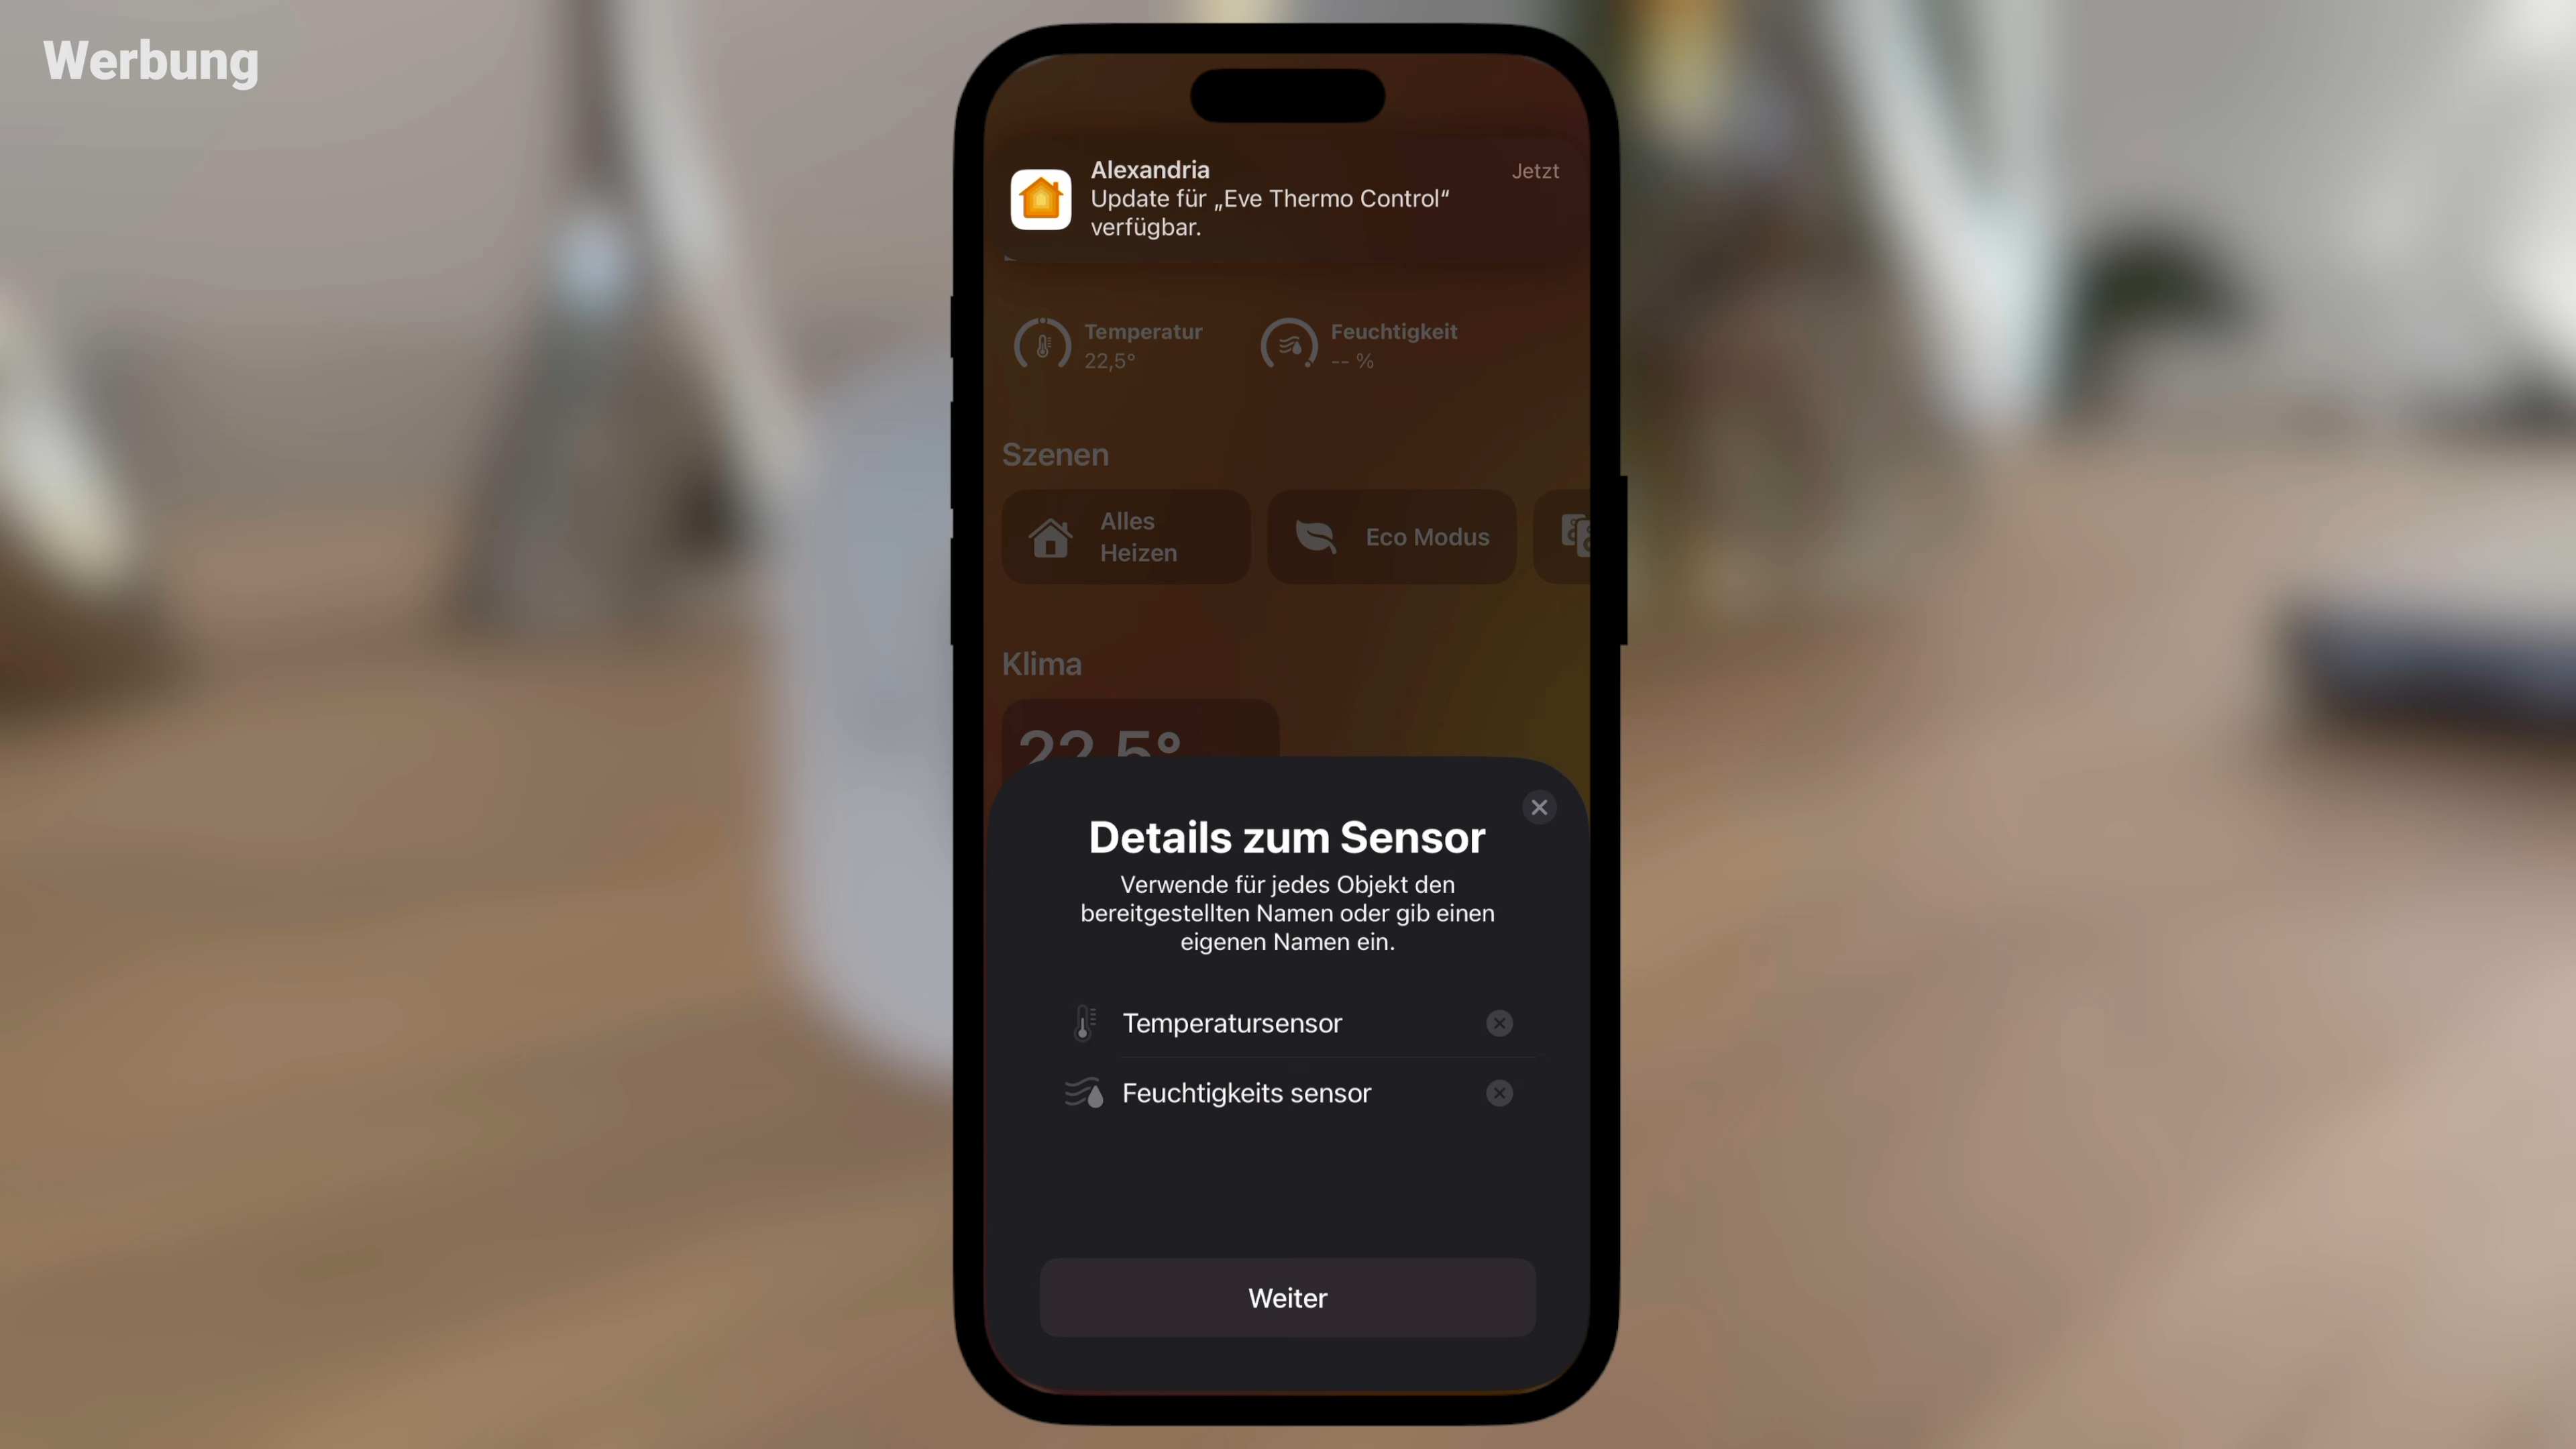 Werbung
Alexandria
Jetzt
Update für „Eve Thermo Control“
verfügbar.
Temperatur
22,5°
Feuchtigkeit
-- %
Szenen
Alles
Heizen
Eco Modus
Klima
22,5°
Details zum Sensor
Verwende für jedes Objekt den
bereitgestellten Namen oder gib einen
eigenen Namen ein.
Temperatursensor
Feuchtigkeits sensor
Weiter